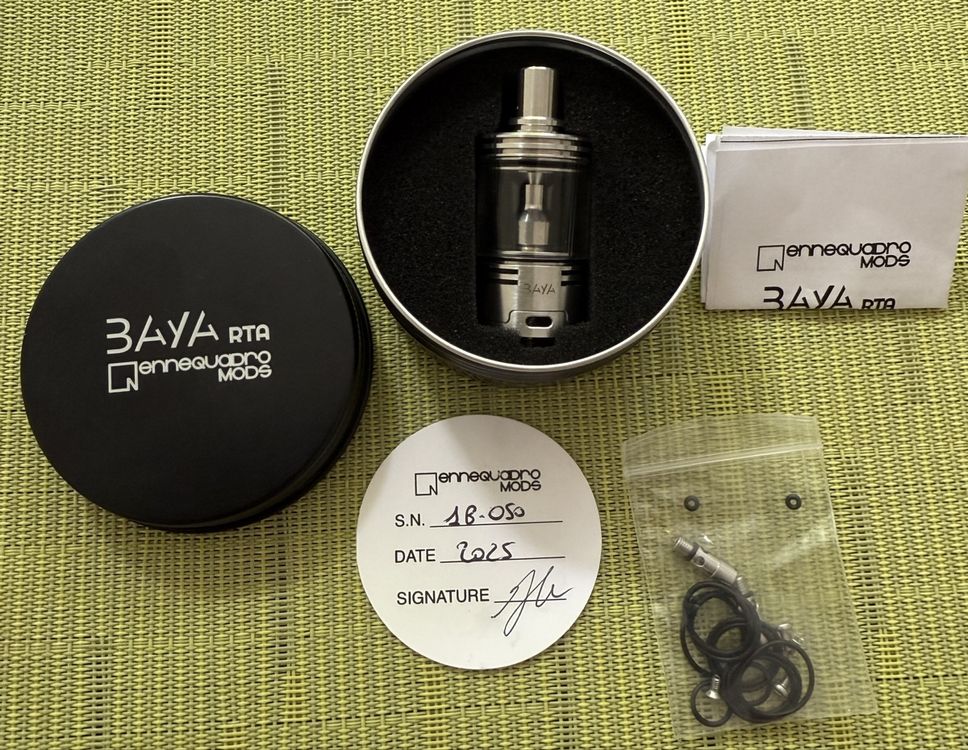 BAYA RTA
ennequadro
MODS
BAYA
ennequadro
MODS
BAYA RTA
ennequadro
MODS
S.N. 1B-050
DATE 2025
SIGNATURE